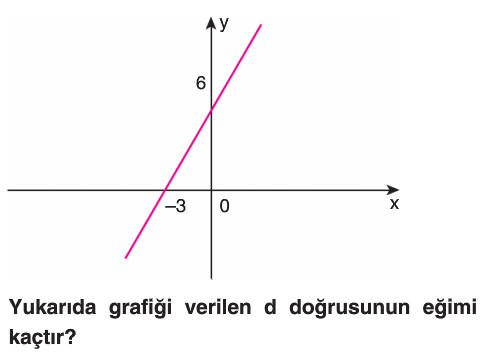 y
6
–3
0
x
Yukarıda grafiği verilen d doğrusunun eğimi
kaçtır?